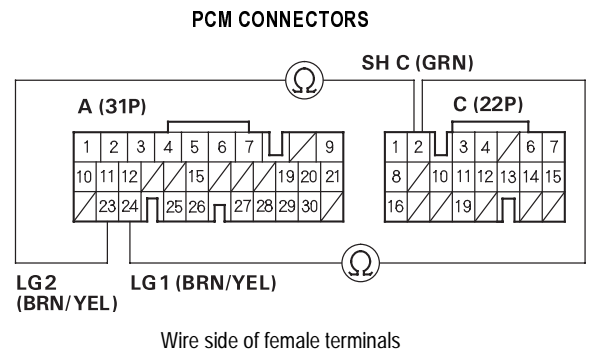 PCM CONNECTORS
SH C (GRN)
Ω
A (31P)
C (22P)
1 2 3 4 5 6 7 9
1 2 3 4 6 7
10 11 12 15 19 20 21
8 10 11 12 13 14 15
23 24 25 26 27 28 29 30
16 19
Ω
LG2
(BRN/YEL)
LG1 (BRN/YEL)
Wire side of female terminals